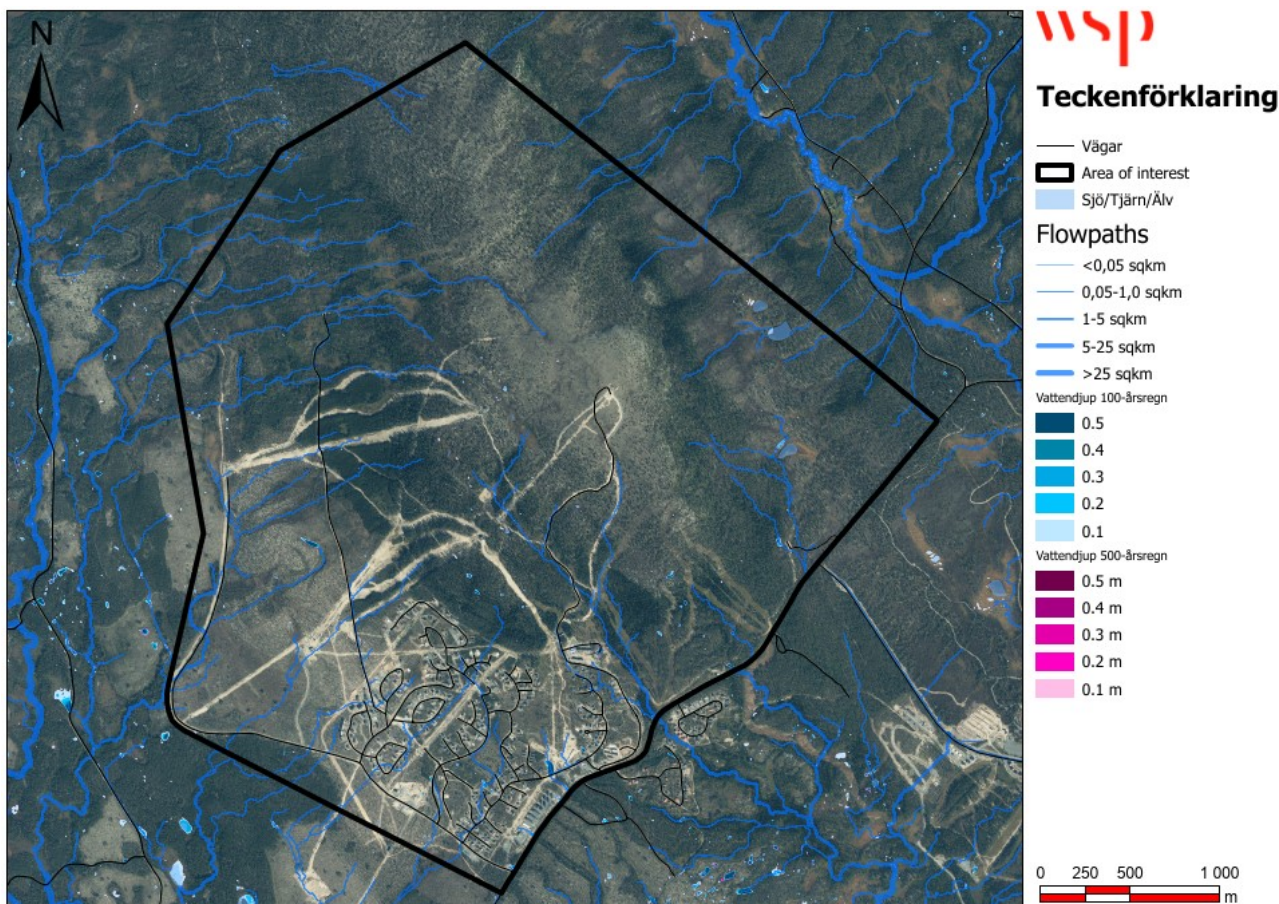 N
wsp
Teckenförklaring
Vägar
Area of interest
Sjö/Tjärn/Älv
Flowpaths
<0,05 sqkm
0,05-1,0 sqkm
1-5 sqkm
5-25 sqkm
>25 sqkm
Vattendjup 100-årsregn
0.5
0.4
0.3
0.2
0.1
Vattendjup 500-årsregn
0.5 m
0.4 m
0.3 m
0.2 m
0.1 m
0 250 500 1 000
m